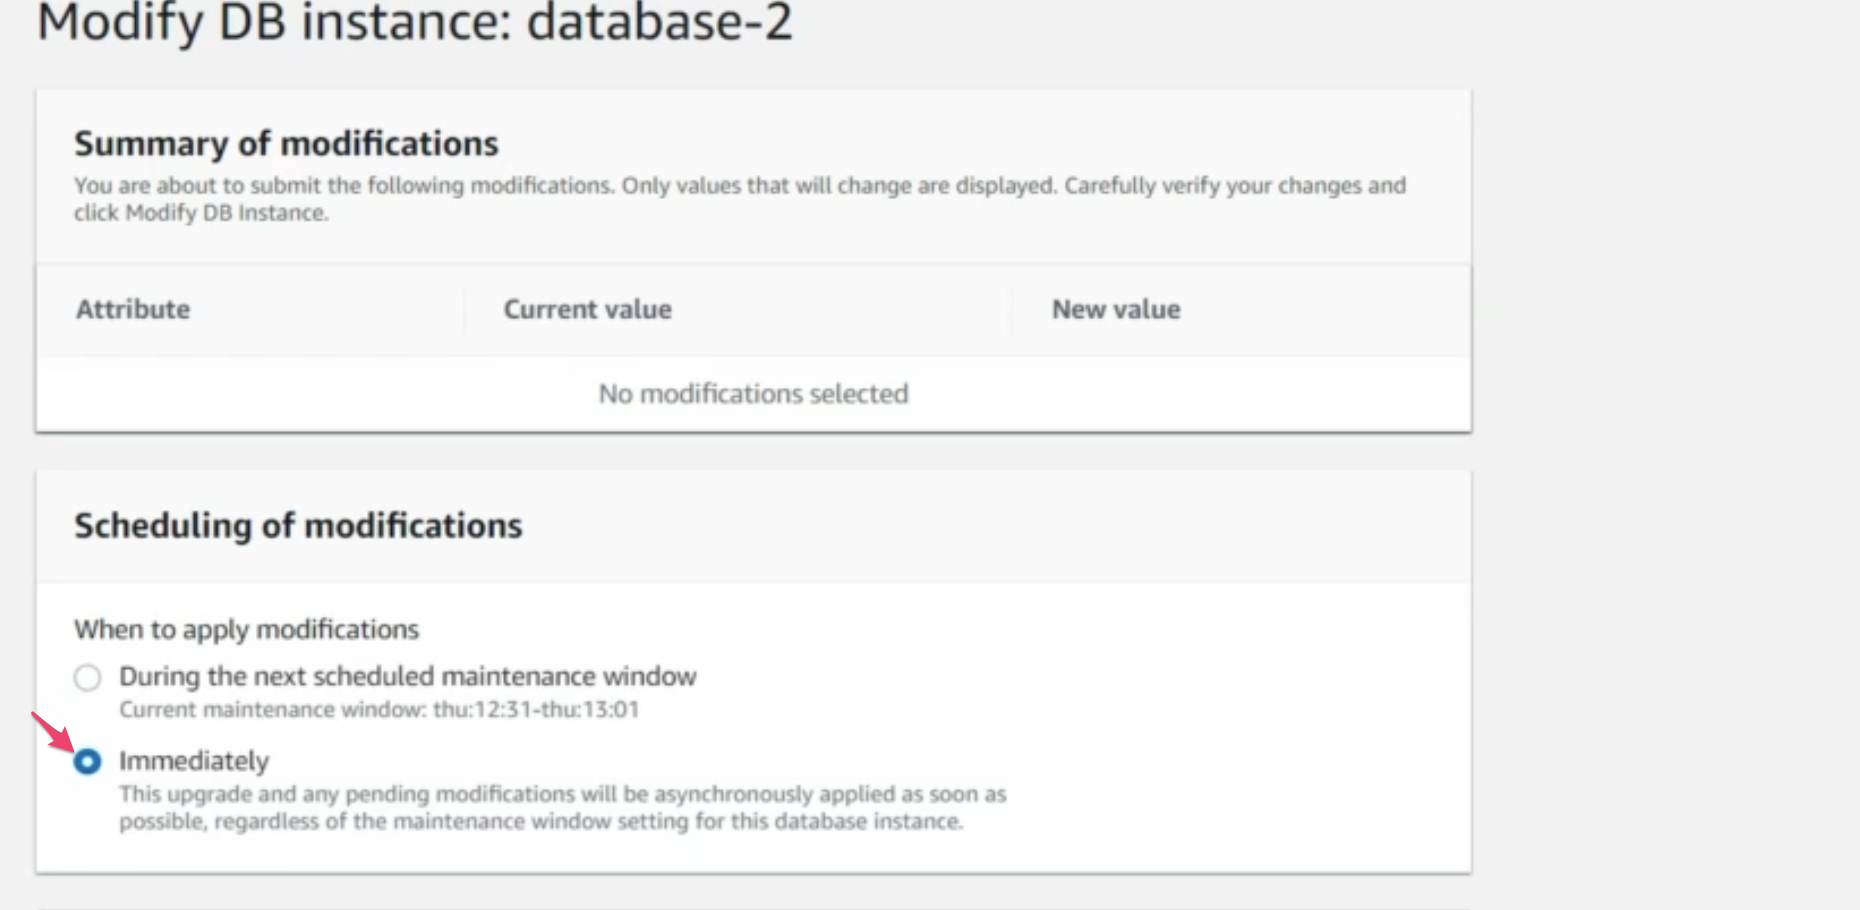 Modify DB instance: database-2
Summary of modifications
You are about to submit the following modifications. Only values that will change are displayed. Carefully verify your changes and
click Modify DB Instance.
Attribute Current value New value
No modifications selected
Scheduling of modifications
When to apply modifications
During the next scheduled maintenance window
Current maintenance window: thu:12:31-thu:13:01
Immediately
This upgrade and any pending modifications will be asynchronously applied as soon as
possible, regardless of the maintenance window setting for this database instance.